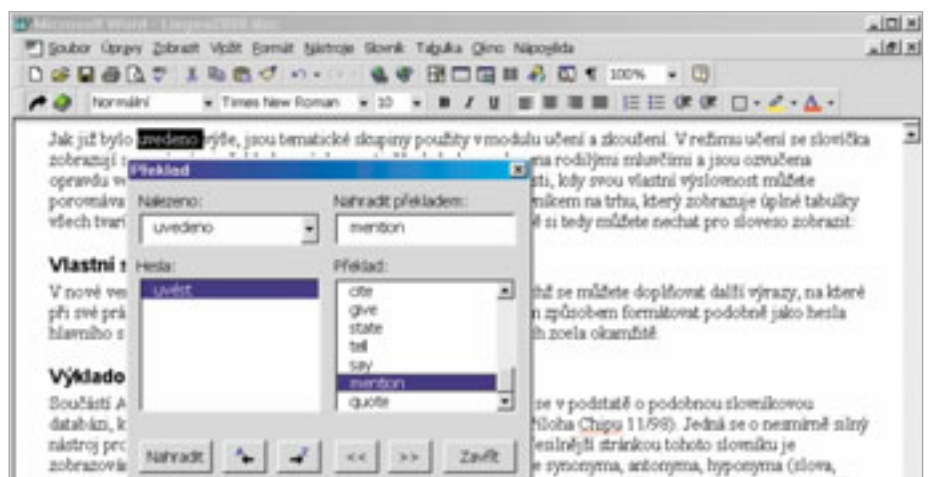 Microsoft Word - Lingea2000.doc
Soubor Úpravy Zobrazit Vložit Formát Nástroje Slovník Tabulka Okno Nápověda
100%
Normální Times New Roman 10 B I U
Jak již bylo uvedeno výše, jsou tematické skupiny použity v modulu učení a zkoušení. V režimu učení se slovíčka
zobrazují na rodilými mluvčími a jsou ozvučena
opravdu ve sti, kdy svou vlastní výslovnost můžete
porovnáva níkem na trhu, který zobrazuje úplné tabulky
všech tvarů ě si tedy můžete nechat pro sloveso zobrazit:
Překlad
Nalezeno:
Nahradit překladem:
uvedeno
mention
Hesla:
Překlad:
uvést
cite
give
state
tell
say
mention
quote
Nahradit
<<
>>
Zavřít
Vlastní s
V nové ver hž se můžete doplňovat další výrazy, na které
při své prá n způsobem formátovat podobně jako hesla
hlavního s h zcela okamžitě.
Výklado
Součástí A se v podstatě o podobnou slovníkovou
databázi, k říloha Chipu 11/98). Jedná se o nesmírně silný
nástroj pro enilnější stránkou tohoto slovníku je
zobrazován e synonyma, antonyma, hyponyma (slova,